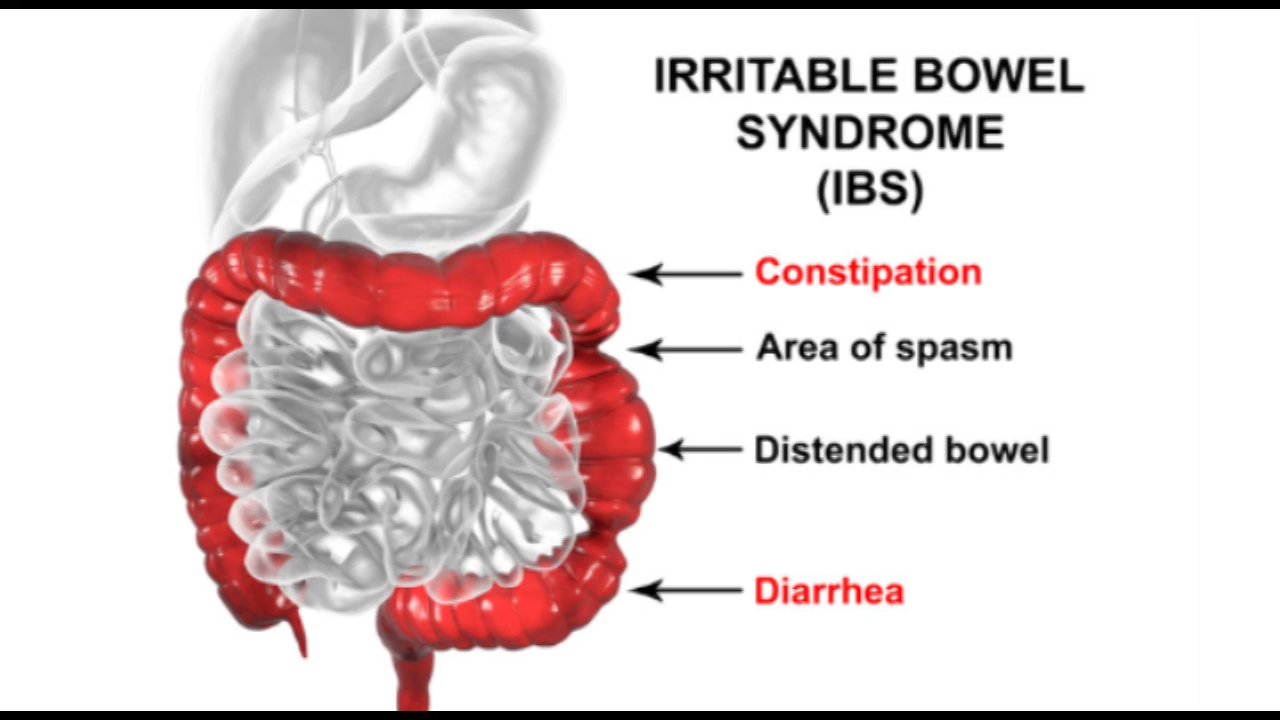 IRRITABLE BOWEL
SYNDROME
(IBS)
Constipation
Area of spasm
Distended bowel
Diarrhea